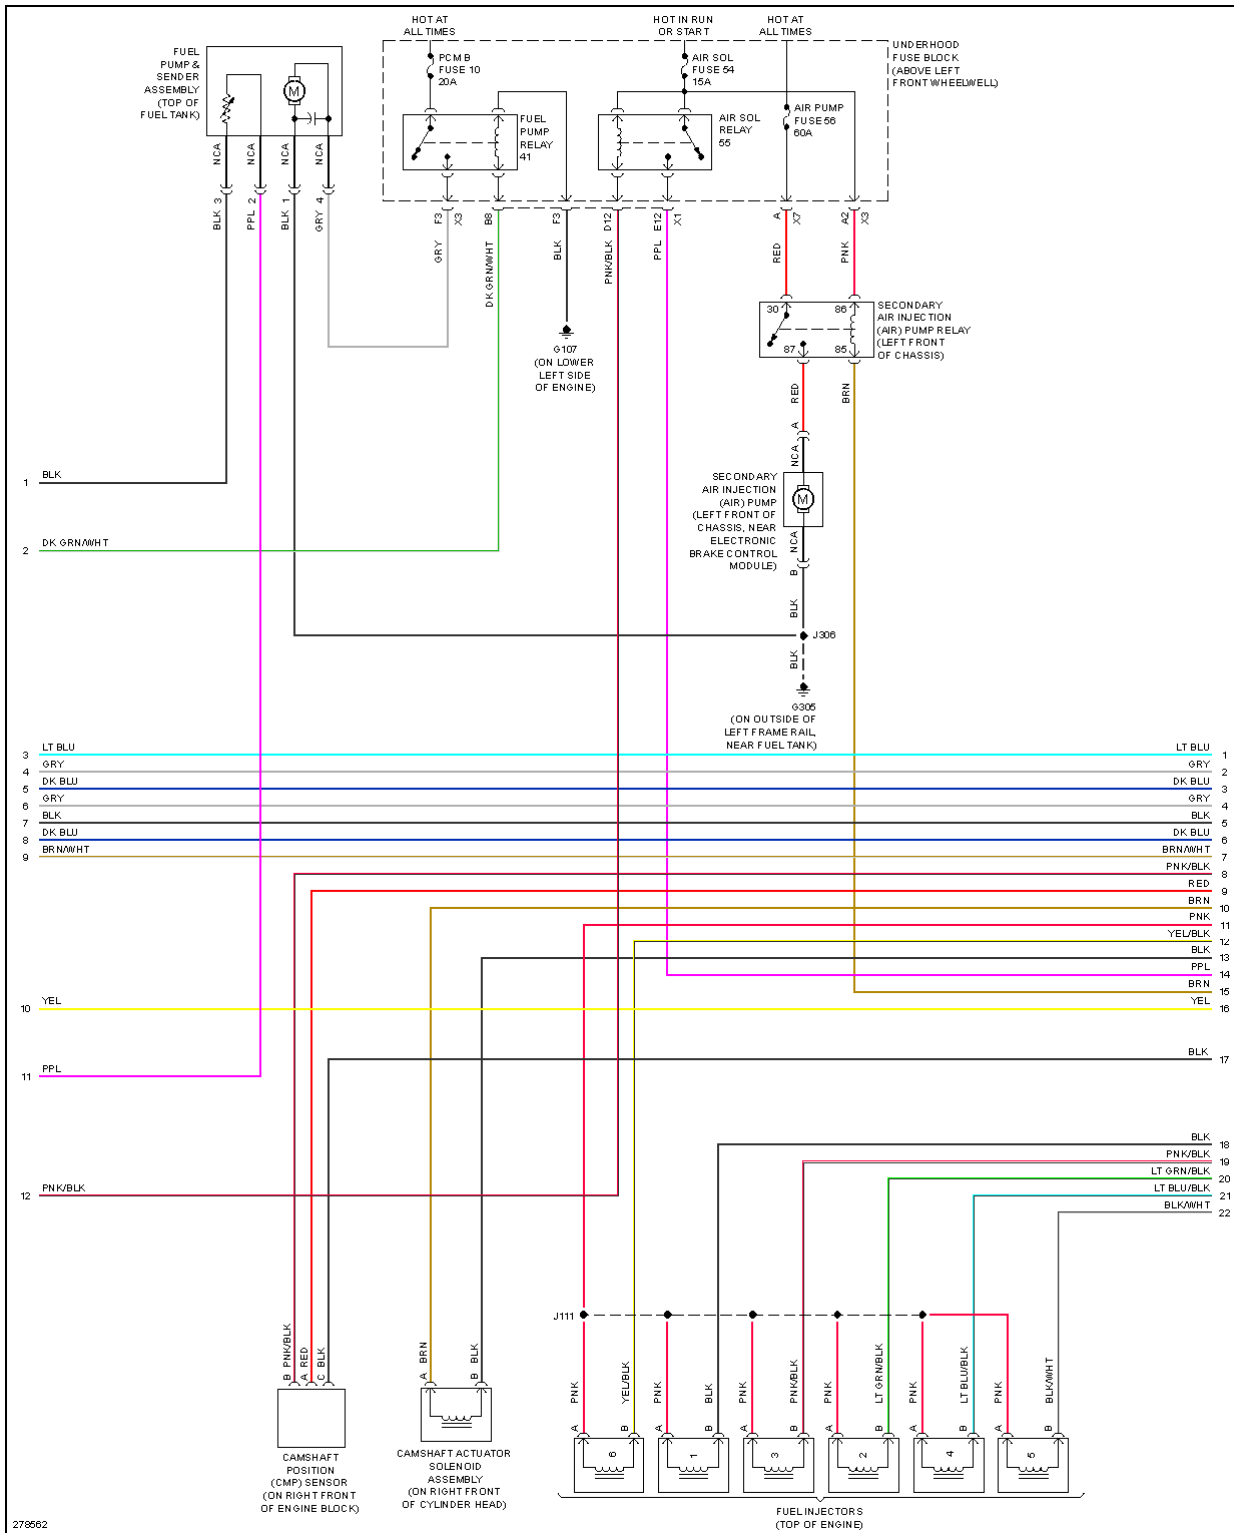 HOT AT
ALL TIMES
HOT IN RUN
OR START
HOT AT
ALL TIMES
FUEL
PUMP &
SENDER
ASSEMBLY
(TOP OF
FUEL TANK)
M
PCM B
FUSE 10
20A
AIR SOL
FUSE 54
15A
AIR PUMP
FUSE 56
60A
UNDERHOOD
FUSE BLOCK
(ABOVE LEFT
FRONT WHEELWELL)
FUEL
PUMP
RELAY
41
AIR SOL
RELAY
55
NCA
NCA
NCA
NCA
BLK 3
PPL 2
BLK 1
GRY 4
F3
X3
B8
F3
D12
E12
X1
A
X7
A2
X3
GRY
DK GRN/WHT
BLK
PNK/BLK
PPL
RED
PNK
G107
(ON LOWER
LEFT SIDE
OF ENGINE)
30
86
87
85
SECONDARY
AIR INJECTION
(AIR) PUMP RELAY
(LEFT FRONT
OF CHASSIS)
RED
BRN
A
NCA
SECONDARY
AIR INJECTION
(AIR) PUMP
(LEFT FRONT OF
CHASSIS, NEAR
ELECTRONIC
BRAKE CONTROL
MODULE)
M
NCA
B
BLK
J306
BLK
G305
(ON OUTSIDE OF
LEFT FRAME RAIL,
NEAR FUEL TANK)
1 BLK
2 DK GRN/WHT
3 LT BLU
4 GRY
5 DK BLU
6 GRY
7 BLK
8 DK BLU
9 BRN/WHT
10 YEL
11 PPL
12 PNK/BLK
LT BLU 1
GRY 2
DK BLU 3
GRY 4
BLK 5
DK BLU 6
BRN/WHT 7
PNK/BLK 8
RED 9
BRN 10
PNK 11
YEL/BLK 12
BLK 13
PPL 14
BRN 15
YEL 16
BLK 17
BLK 18
PNK/BLK 19
LT GRN/BLK 20
LT BLU/BLK 21
BLK/WHT 22
J111
B PNK/BLK
A RED
C BLK
A BRN
B BLK
PNK
YEL/BLK
PNK
BLK
PNK
PNK/BLK
PNK
LT GRN/BLK
PNK
LT BLU/BLK
PNK
BLK/WHT
A
B
A
B
A
B
A
B
A
B
A
B
6
1
3
2
4
5
CAMSHAFT
POSITION
(CMP) SENSOR
(ON RIGHT FRONT
OF ENGINE BLOCK)
CAMSHAFT ACTUATOR
SOLENOID
ASSEMBLY
(ON RIGHT FRONT
OF CYLINDER HEAD)
FUEL INJECTORS
(TOP OF ENGINE)
278562